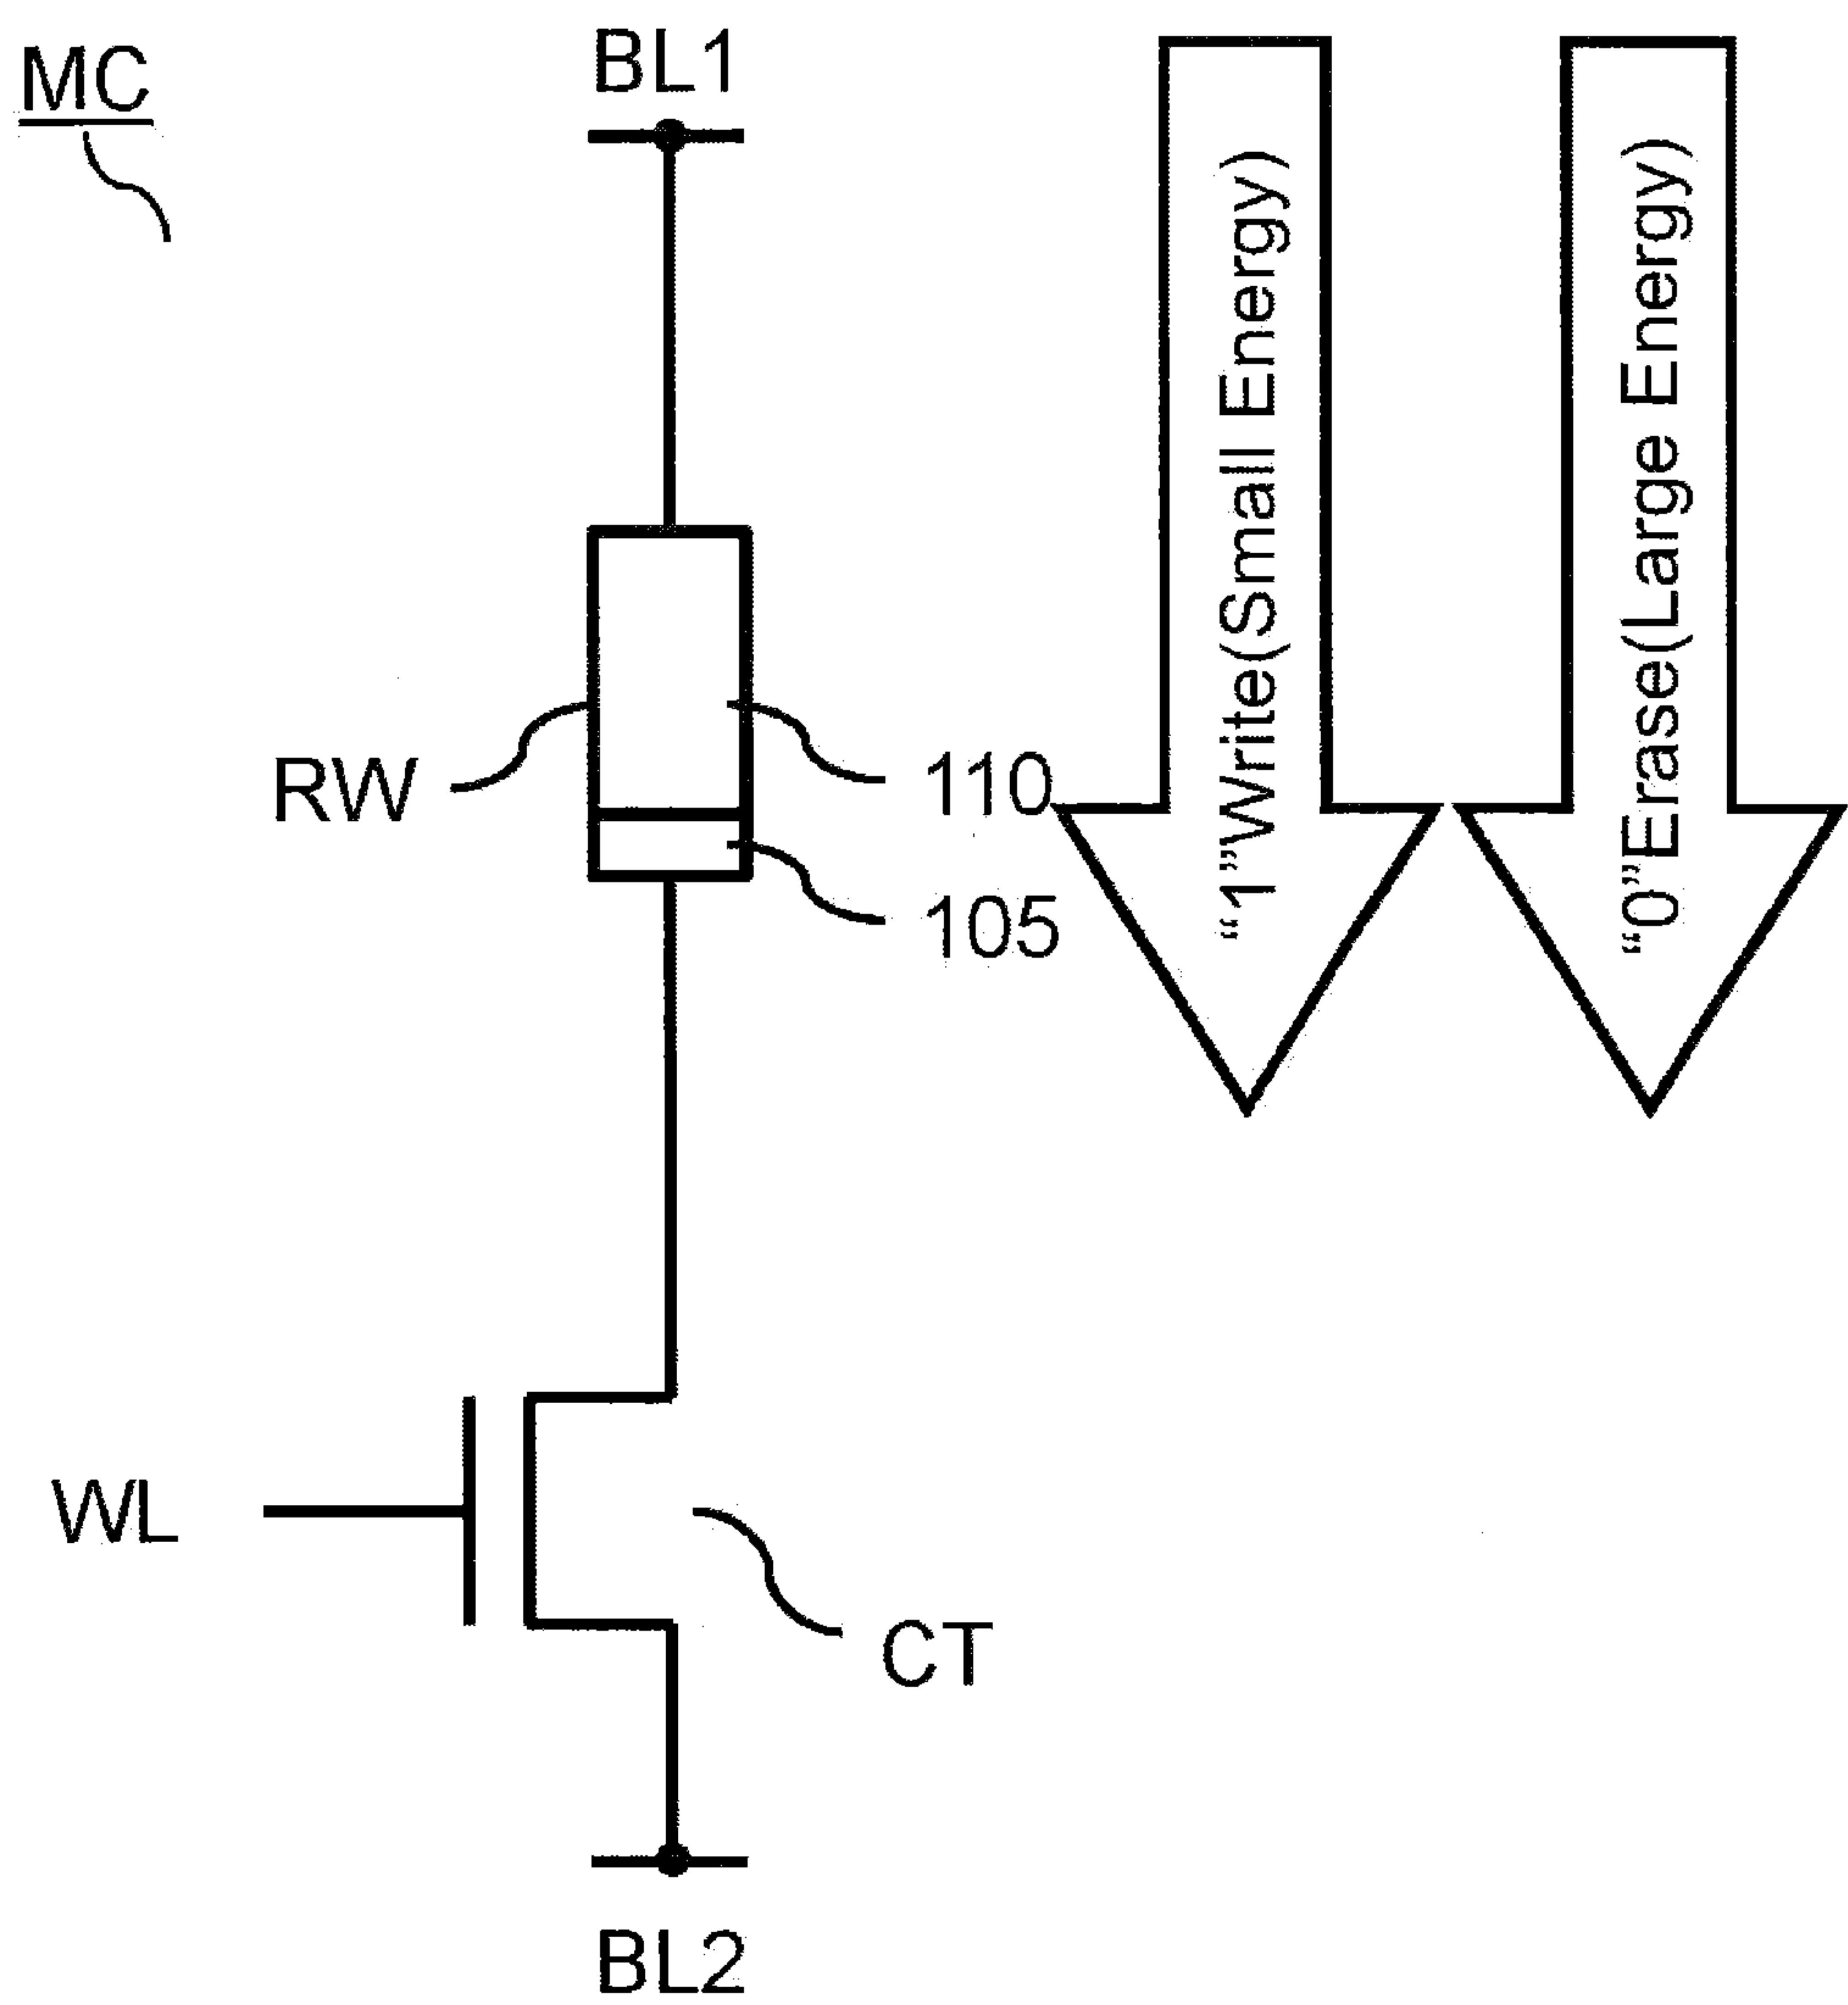 MC
BL1
RW
110
105
“1”Write(Small Energy)
“0”Erase(Large Energy)
WL
CT
BL2